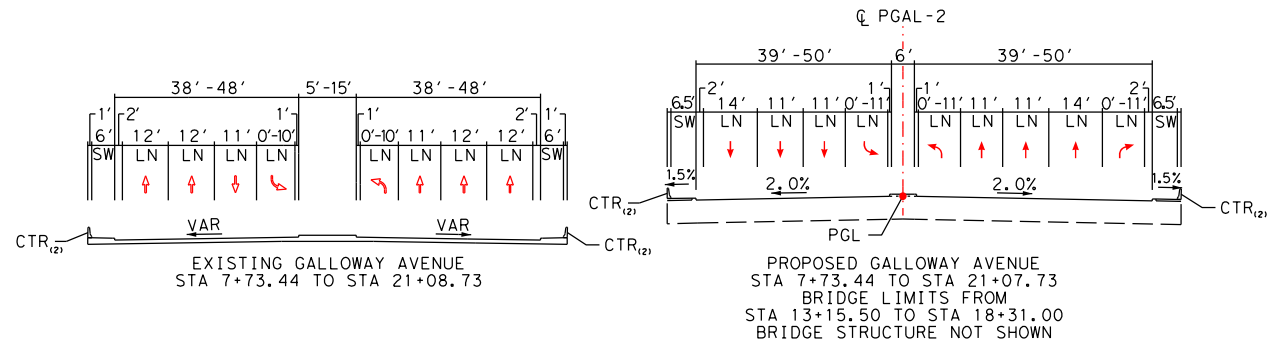 ℄ PGAL-2
38'-48' 5'-15' 38'-48'
1' 2' 1' 1' 2' 1'
6' 12' 12' 11' 0'-10' 0'-10' 11' 12' 12' 6'
SW LN LN LN LN LN LN LN LN SW
VAR VAR
CTR(2) CTR(2)
EXISTING GALLOWAY AVENUE
STA 7+73.44 TO STA 21+08.73
39'-50' 6' 39'-50'
2' 1' 1' 2'
6.5' 14' 11' 11' 0'-11' 0'-11' 11' 11' 14' 0'-11' 6.5'
SW LN LN LN LN LN LN LN LN LN SW
1.5% 2.0% 2.0% 1.5%
CTR(2) CTR(2)
PGL
PROPOSED GALLOWAY AVENUE
STA 7+73.44 TO STA 21+07.73
BRIDGE LIMITS FROM
STA 13+15.50 TO STA 18+31.00
BRIDGE STRUCTURE NOT SHOWN